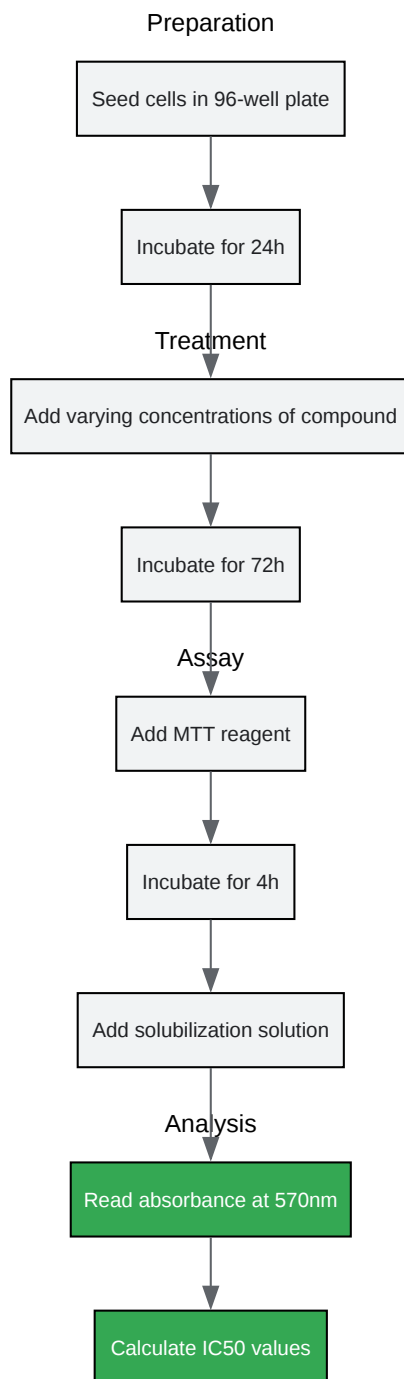 Preparation
Seed cells in 96-well plate
Incubate for 24h
Treatment
Add varying concentrations of compound
Incubate for 72h
Assay
Add MTT reagent
Incubate for 4h
Add solubilization solution
Analysis
Read absorbance at 570nm
Calculate IC50 values